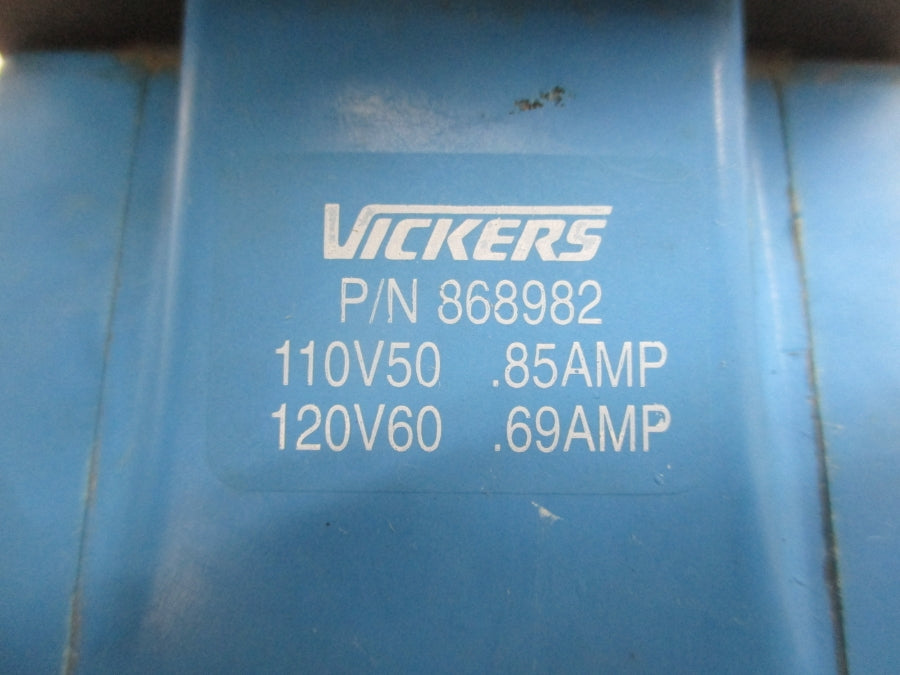 VICKERS
P/N 868982
110V50 .85AMP
120V60 .69AMP